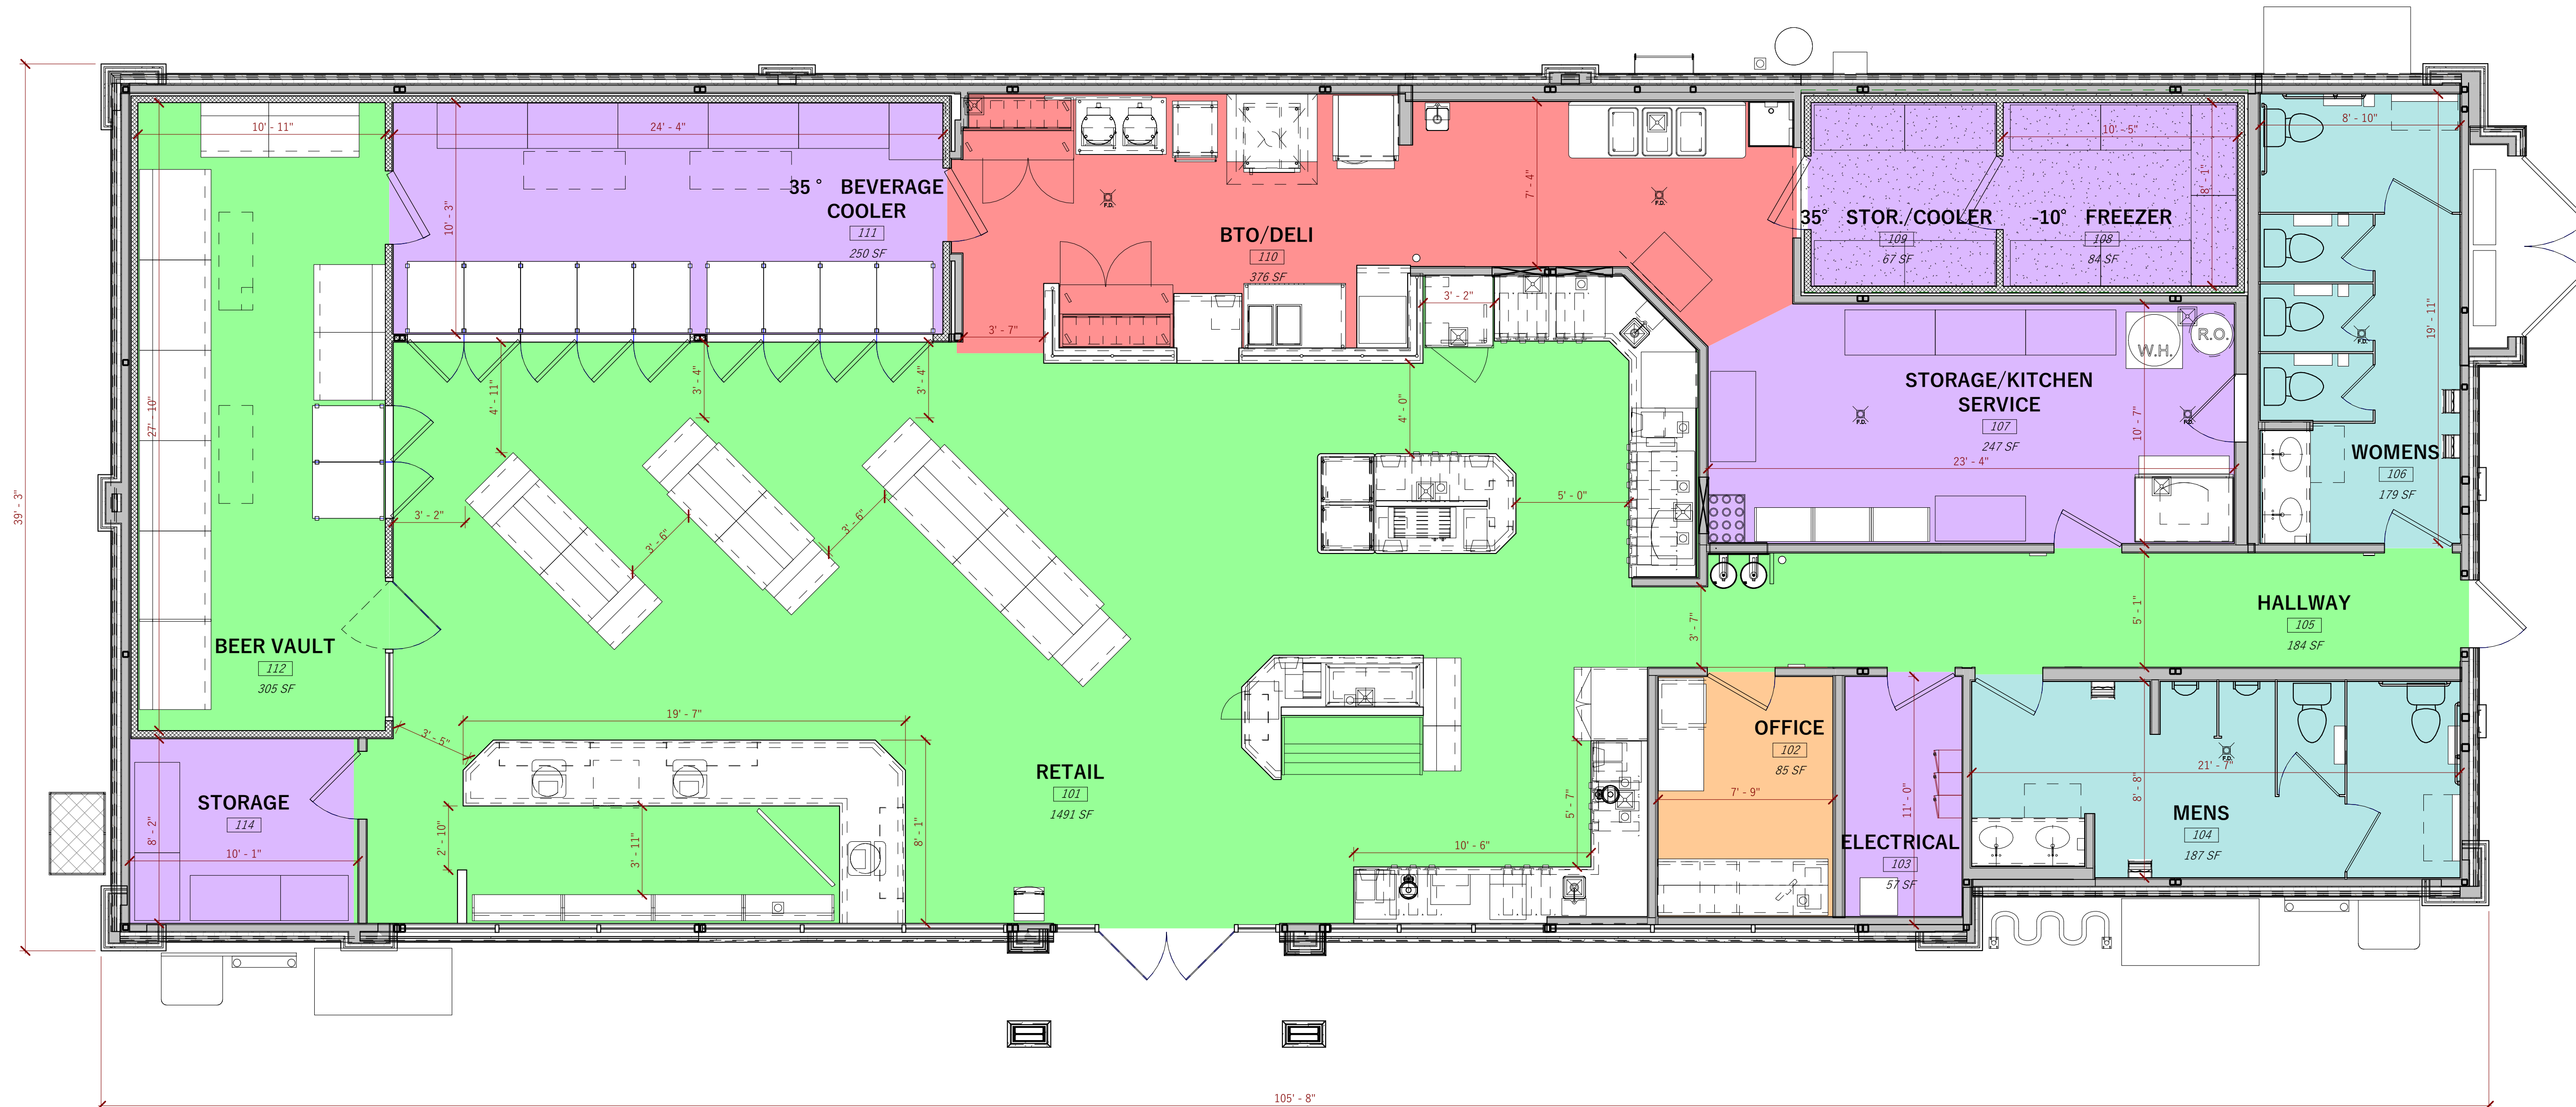 10' - 11"
24' - 4"
10' - 3"
35 ° BEVERAGE
COOLER
111
250 SF
BTO/DELI
110
376 SF
7' - 4"
F.D.
F.D.
35° STOR./COOLER
109
67 SF
10' - 5"
-10° FREEZER
108
84 SF
8' - 1"
8' - 10"
19' - 11"
F.D.
WOMENS
106
179 SF
3' - 7"
3' - 2"
W.H.
R.O.
STORAGE/KITCHEN
SERVICE
107
247 SF
F.D.
F.D.
10' - 7"
23' - 4"
39' - 3"
27' - 10"
4' - 11"
3' - 4"
3' - 4"
4' - 0"
3' - 2"
3' - 6"
3' - 6"
5' - 0"
BEER VAULT
112
305 SF
3' - 7"
5' - 1"
HALLWAY
105
184 SF
19' - 7"
3' - 5"
RETAIL
101
1491 SF
STORAGE
114
8' - 2"
10' - 1"
2' - 10"
3' - 11"
8' - 1"
5' - 7"
10' - 6"
OFFICE
102
85 SF
7' - 9"
11' - 0"
ELECTRICAL
103
57 SF
8' - 8"
F.D.
21' - 7"
MENS
104
187 SF
105' - 8"